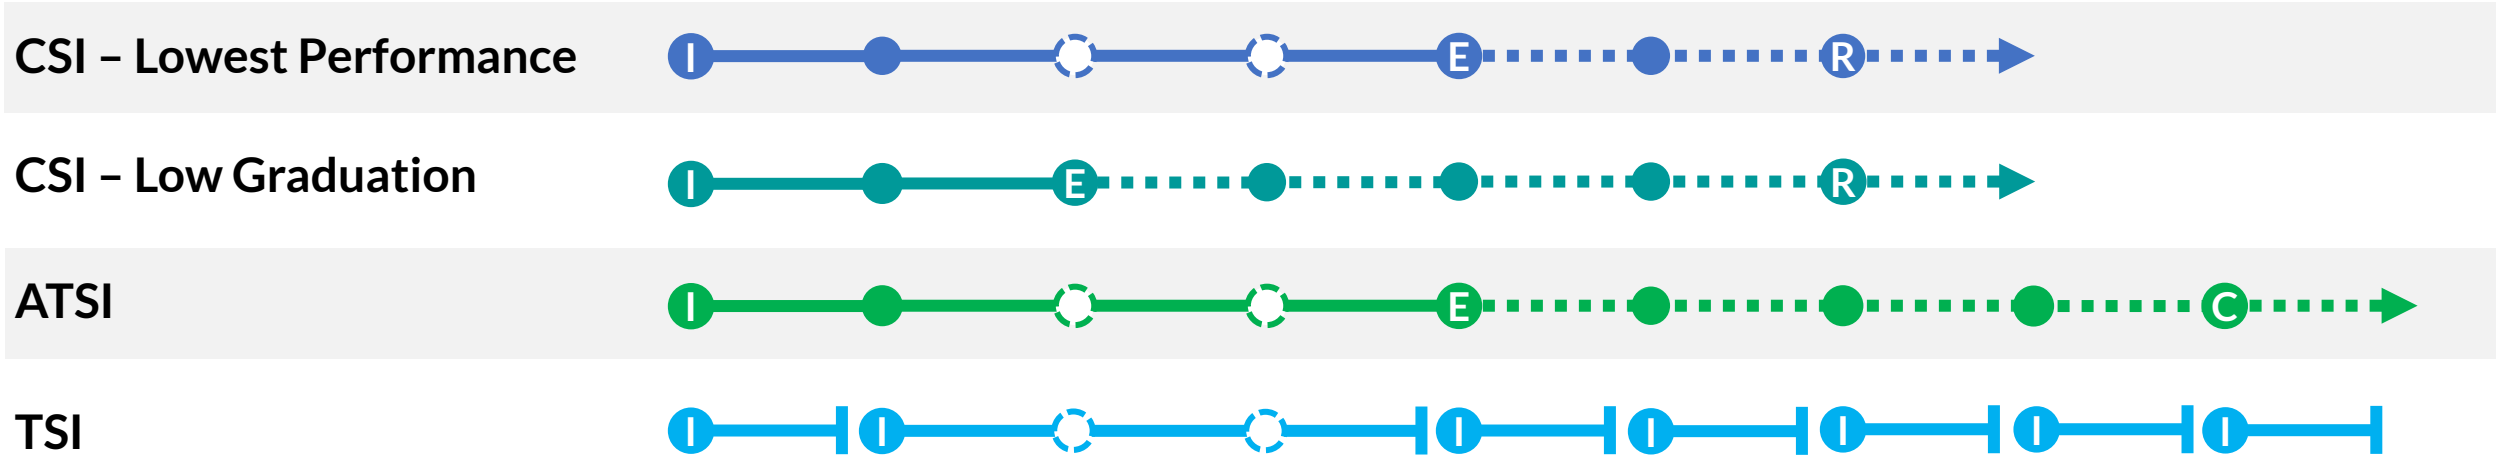 CSI – Lowest Performance I E R
CSI – Low Graduation I E R
ATSI I E C
TSI I I I I I I I